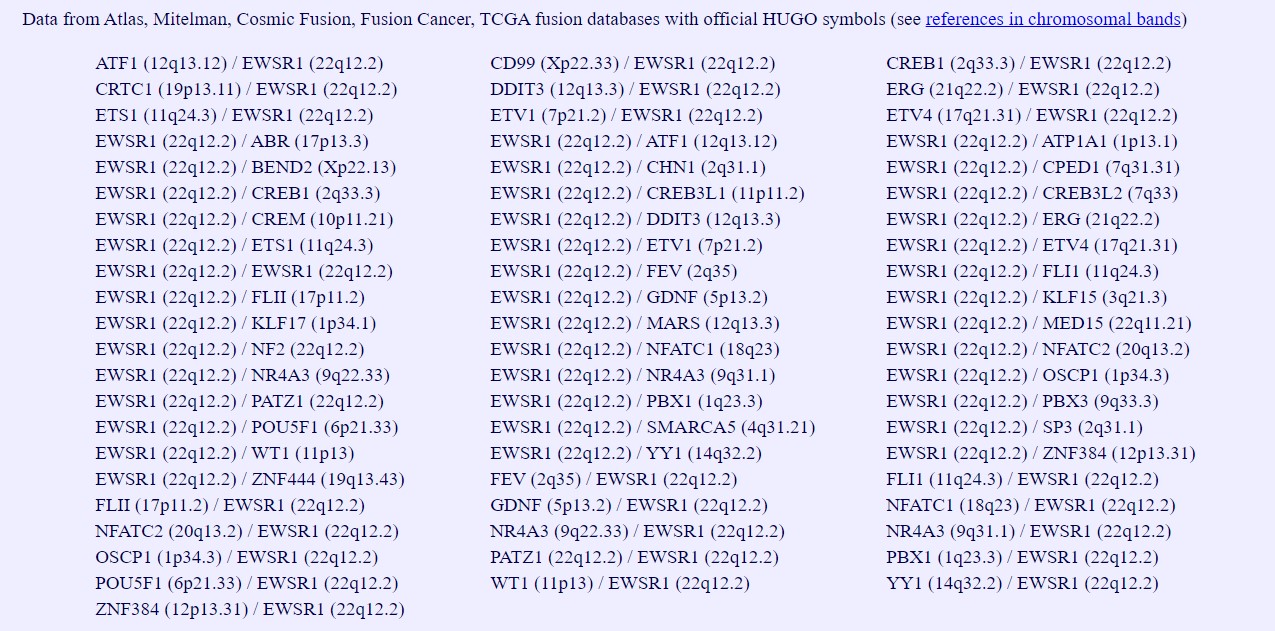 Data from Atlas, Mitelman, Cosmic Fusion, Fusion Cancer, TCGA fusion databases with official HUGO symbols (see references in chromosomal bands)
ATF1 (12q13.12) / EWSR1 (22q12.2) CD99 (Xp22.33) / EWSR1 (22q12.2) CREB1 (2q33.3) / EWSR1 (22q12.2)
CRTC1 (19p13.11) / EWSR1 (22q12.2) DDIT3 (12q13.3) / EWSR1 (22q12.2) ERG (21q22.2) / EWSR1 (22q12.2)
ETS1 (11q24.3) / EWSR1 (22q12.2) ETV1 (7p21.2) / EWSR1 (22q12.2) ETV4 (17q21.31) / EWSR1 (22q12.2)
EWSR1 (22q12.2) / ABR (17p13.3) EWSR1 (22q12.2) / ATF1 (12q13.12) EWSR1 (22q12.2) / ATP1A1 (1p13.1)
EWSR1 (22q12.2) / BEND2 (Xp22.13) EWSR1 (22q12.2) / CHN1 (2q31.1) EWSR1 (22q12.2) / CPED1 (7q31.31)
EWSR1 (22q12.2) / CREB1 (2q33.3) EWSR1 (22q12.2) / CREB3L1 (11p11.2) EWSR1 (22q12.2) / CREB3L2 (7q33)
EWSR1 (22q12.2) / CREM (10p11.21) EWSR1 (22q12.2) / DDIT3 (12q13.3) EWSR1 (22q12.2) / ERG (21q22.2)
EWSR1 (22q12.2) / ETS1 (11q24.3) EWSR1 (22q12.2) / ETV1 (7p21.2) EWSR1 (22q12.2) / ETV4 (17q21.31)
EWSR1 (22q12.2) / EWSR1 (22q12.2) EWSR1 (22q12.2) / FEV (2q35) EWSR1 (22q12.2) / FLI1 (11q24.3)
EWSR1 (22q12.2) / FLII (17p11.2) EWSR1 (22q12.2) / GDNF (5p13.2) EWSR1 (22q12.2) / KLF15 (3q21.3)
EWSR1 (22q12.2) / KLF17 (1p34.1) EWSR1 (22q12.2) / MARS (12q13.3) EWSR1 (22q12.2) / MED15 (22q11.21)
EWSR1 (22q12.2) / NF2 (22q12.2) EWSR1 (22q12.2) / NFATC1 (18q23) EWSR1 (22q12.2) / NFATC2 (20q13.2)
EWSR1 (22q12.2) / NR4A3 (9q22.33) EWSR1 (22q12.2) / NR4A3 (9q31.1) EWSR1 (22q12.2) / OSCP1 (1p34.3)
EWSR1 (22q12.2) / PATZ1 (22q12.2) EWSR1 (22q12.2) / PBX1 (1q23.3) EWSR1 (22q12.2) / PBX3 (9q33.3)
EWSR1 (22q12.2) / POU5F1 (6p21.33) EWSR1 (22q12.2) / SMARCA5 (4q31.21) EWSR1 (22q12.2) / SP3 (2q31.1)
EWSR1 (22q12.2) / WT1 (11p13) EWSR1 (22q12.2) / YY1 (14q32.2) EWSR1 (22q12.2) / ZNF384 (12p13.31)
EWSR1 (22q12.2) / ZNF444 (19q13.43) FEV (2q35) / EWSR1 (22q12.2) FLI1 (11q24.3) / EWSR1 (22q12.2)
FLII (17p11.2) / EWSR1 (22q12.2) GDNF (5p13.2) / EWSR1 (22q12.2) NFATC1 (18q23) / EWSR1 (22q12.2)
NFATC2 (20q13.2) / EWSR1 (22q12.2) NR4A3 (9q22.33) / EWSR1 (22q12.2) NR4A3 (9q31.1) / EWSR1 (22q12.2)
OSCP1 (1p34.3) / EWSR1 (22q12.2) PATZ1 (22q12.2) / EWSR1 (22q12.2) PBX1 (1q23.3) / EWSR1 (22q12.2)
POU5F1 (6p21.33) / EWSR1 (22q12.2) WT1 (11p13) / EWSR1 (22q12.2) YY1 (14q32.2) / EWSR1 (22q12.2)
ZNF384 (12p13.31) / EWSR1 (22q12.2)